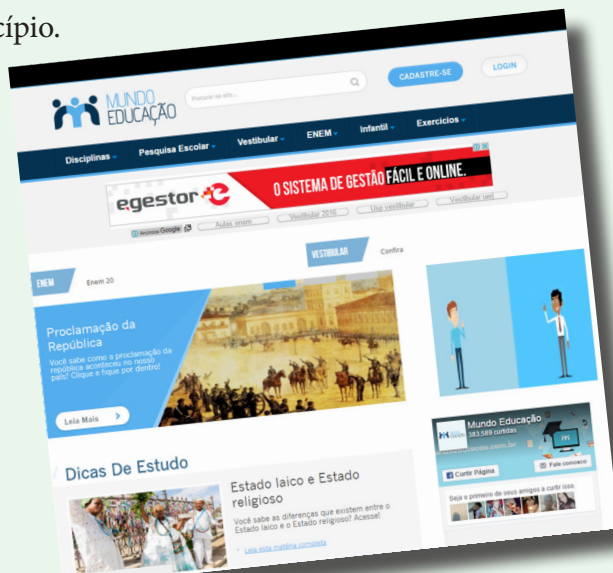 cípio.
MUNDO
EDUCAÇÃO
Procurar no site...
CADASTRE-SE
LOGIN
Disciplinas
Pesquisa Escolar
Vestibular
ENEM
Infantil
Exercícios
egestor e
O SISTEMA DE GESTÃO FÁCIL E ONLINE.
Anúncios Google
Aulas enem
Vestibular 2016
Usp vestibular
Vestibular uerj
ENEM
Enem 20
VESTIBULAR
Confira
Proclamação da
República
Você sabe como a proclamação da
república aconteceu no nosso
país? Clique e fique por dentro!
Leia Mais
Mundo Educação
383.589 curtidas
Curtir Página
Fale conosco
Seja o primeiro de seus amigos a curtir isso.
Dicas De Estudo
Estado laico e Estado
religioso
Você sabe as diferenças que existem entre o
Estado laico e o Estado religioso? Acesse!
Leia esta matéria completa